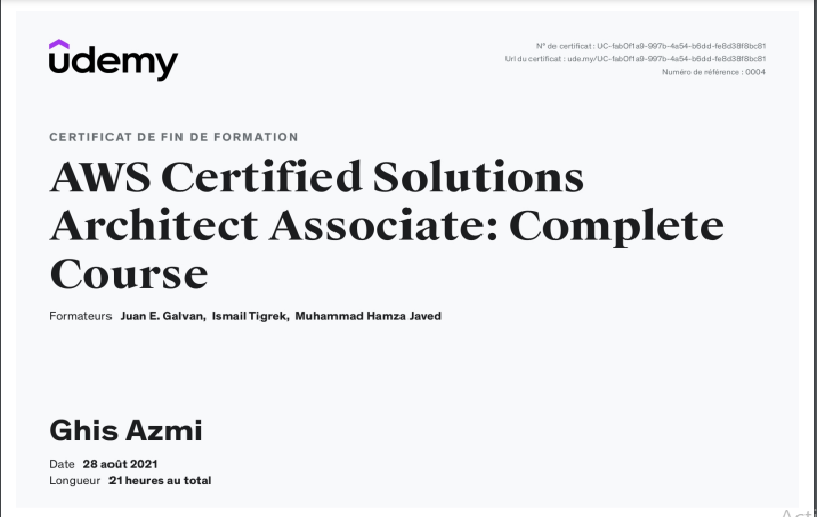 udemy
N° de certificat : UC-fab0f1a9-997b-4a54-b6dd-fe8d38f8bc81
Url du certificat : ude.my/UC-fab0f1a9-997b-4a54-b6dd-fe8d38f8bc81
Numéro de référence : 0004
CERTIFICAT DE FIN DE FORMATION
AWS Certified Solutions
Architect Associate: Complete
Course
Formateurs Juan E. Galvan, Ismail Tigrek, Muhammad Hamza Javed
Ghis Azmi
Date 28 août 2021
Longueur 21 heures au total